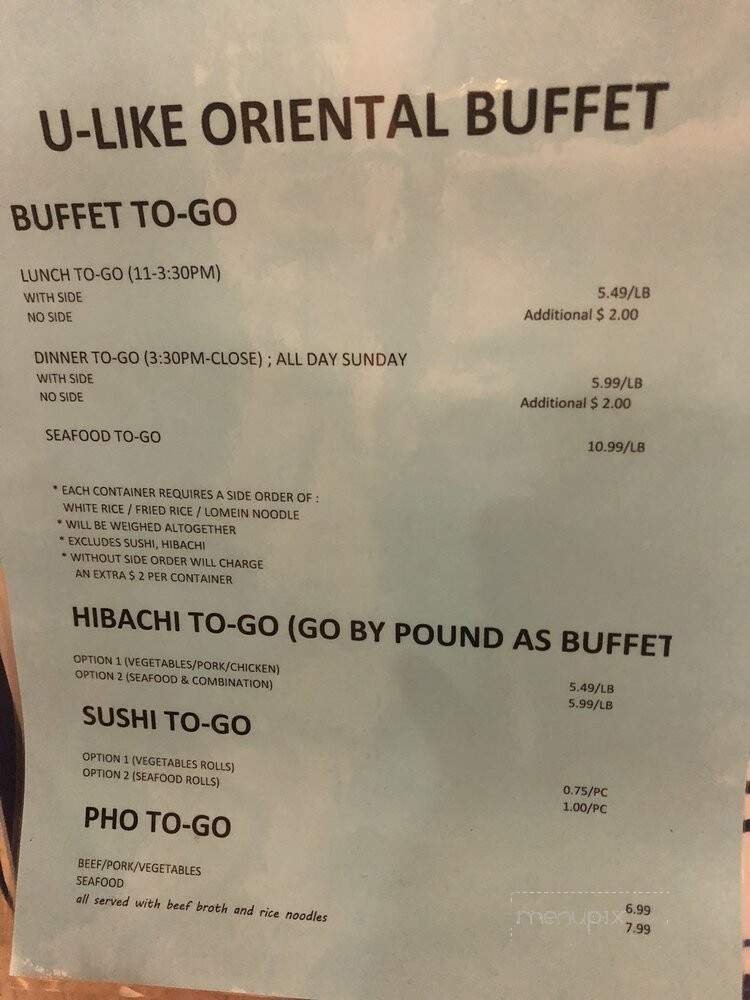 U-LIKE ORIENTAL BUFFET
BUFFET TO-GO
LUNCH TO-GO (11-3:30PM)
WITH SIDE 5.49/LB
NO SIDE Additional $ 2.00
DINNER TO-GO (3:30PM-CLOSE) ; ALL DAY SUNDAY
WITH SIDE 5.99/LB
NO SIDE Additional $ 2.00
SEAFOOD TO-GO 10.99/LB
* EACH CONTAINER REQUIRES A SIDE ORDER OF :
WHITE RICE / FRIED RICE / LOMEIN NOODLE
* WILL BE WEIGHED ALTOGETHER
* EXCLUDES SUSHI, HIBACHI
* WITHOUT SIDE ORDER WILL CHARGE
AN EXTRA $ 2 PER CONTAINER
HIBACHI TO-GO (GO BY POUND AS BUFFET
OPTION 1 (VEGETABLES/PORK/CHICKEN) 5.49/LB
OPTION 2 (SEAFOOD & COMBINATION) 5.99/LB
SUSHI TO-GO
OPTION 1 (VEGETABLES ROLLS) 0.75/PC
OPTION 2 (SEAFOOD ROLLS) 1.00/PC
PHO TO-GO
BEEF/PORK/VEGETABLES 6.99
SEAFOOD 7.99
all served with beef broth and rice noodles
menupix